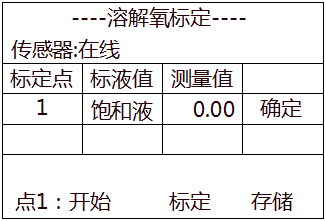 ----溶解氧标定----
传感器:在线
标定点 标液值 测量值
1 饱和液 0.00 确定
点1：开始 标定 存储